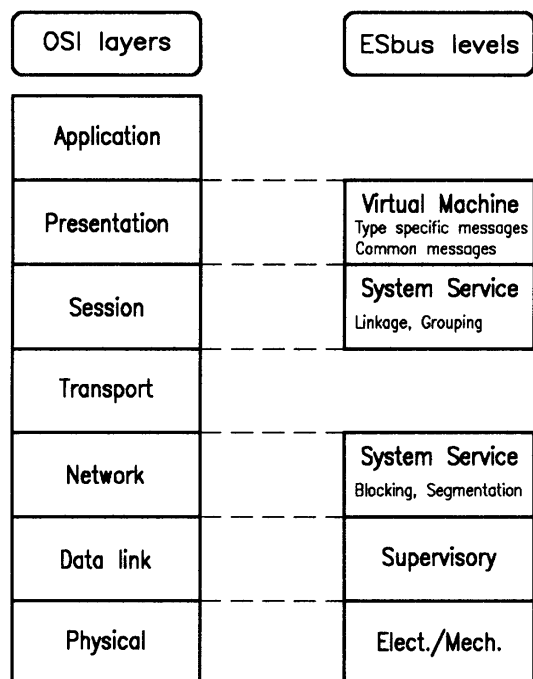 OSI layers
ESbus levels
Application
Presentation
Virtual Machine
Type specific messages
Common messages
Session
System Service
Linkage, Grouping
Transport
Network
System Service
Blocking, Segmentation
Data link
Supervisory
Physical
Elect./Mech.